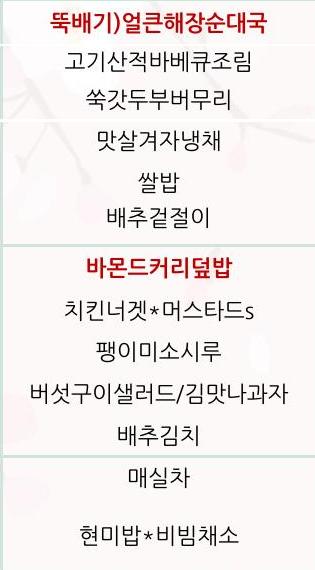 뚝배기)얼큰해장순대국
고기산적바베큐조림
쑥갓두부버무리
맛살겨자냉채
쌀밥
배추겉절이
바몬드커리덮밥
치킨너겟*머스타드s
팽이미소시루
버섯구이샐러드/김맛나과자
배추김치
매실차
현미밥*비빔채소